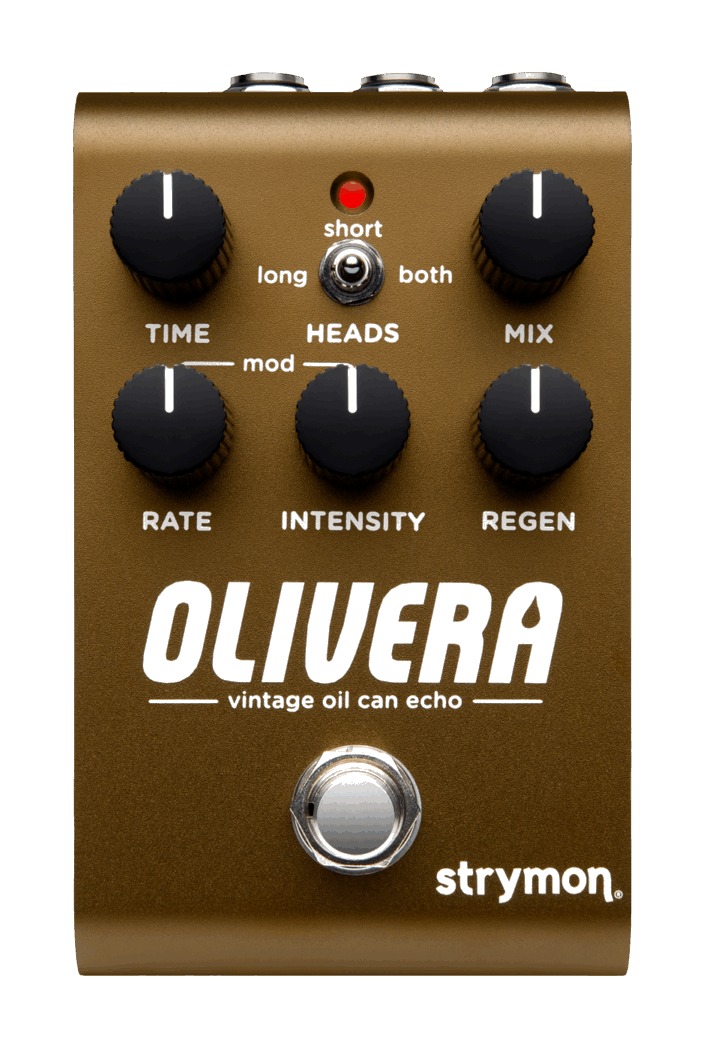 short
long both
TIME HEADS MIX
mod
RATE INTENSITY REGEN
OLIVERA
vintage oil can echo
strymon®